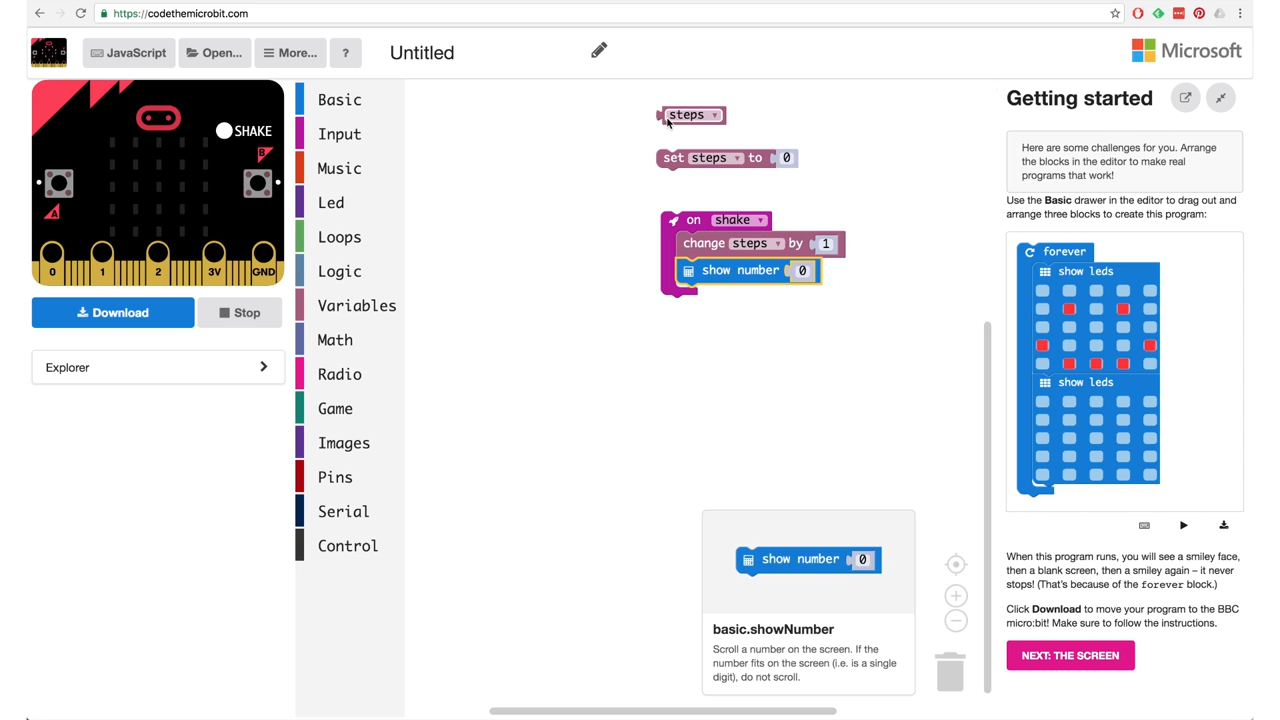 https://codethemicrobit.com
JavaScript
Open...
More...
?
Untitled
Microsoft
SHAKE
B
A
0 1 2 3V GND
Download
Stop
Explorer
Basic
Input
Music
Led
Loops
Logic
Variables
Math
Radio
Game
Images
Pins
Serial
Control
steps
set steps to 0
on shake
change steps by 1
show number 0
show number 0
basic.showNumber
Scroll a number on the screen. If the
number fits on the screen (i.e. is a single
digit), do not scroll.
Getting started
Here are some challenges for you. Arrange
the blocks in the editor to make real
programs that work!
Use the Basic drawer in the editor to drag out and
arrange three blocks to create this program:
forever
show leds
show leds
When this program runs, you will see a smiley face,
then a blank screen, then a smiley again – it never
stops! (That's because of the forever block.)
Click Download to move your program to the BBC
micro:bit! Make sure to follow the instructions.
NEXT: THE SCREEN